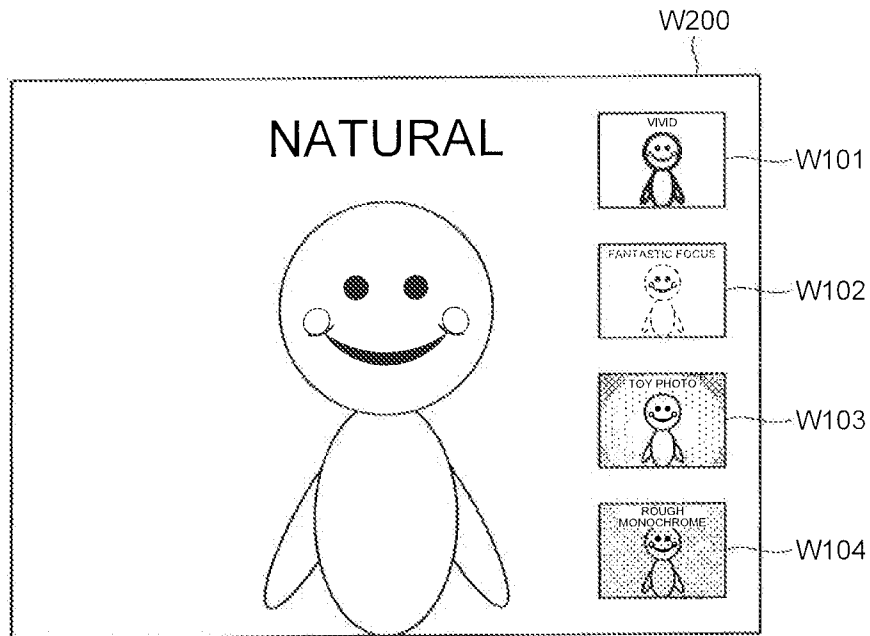 W200
NATURAL
VIVID
W101
FANTASTIC FOCUS
W102
TOY PHOTO
W103
ROUGH
MONOCHROME
W104